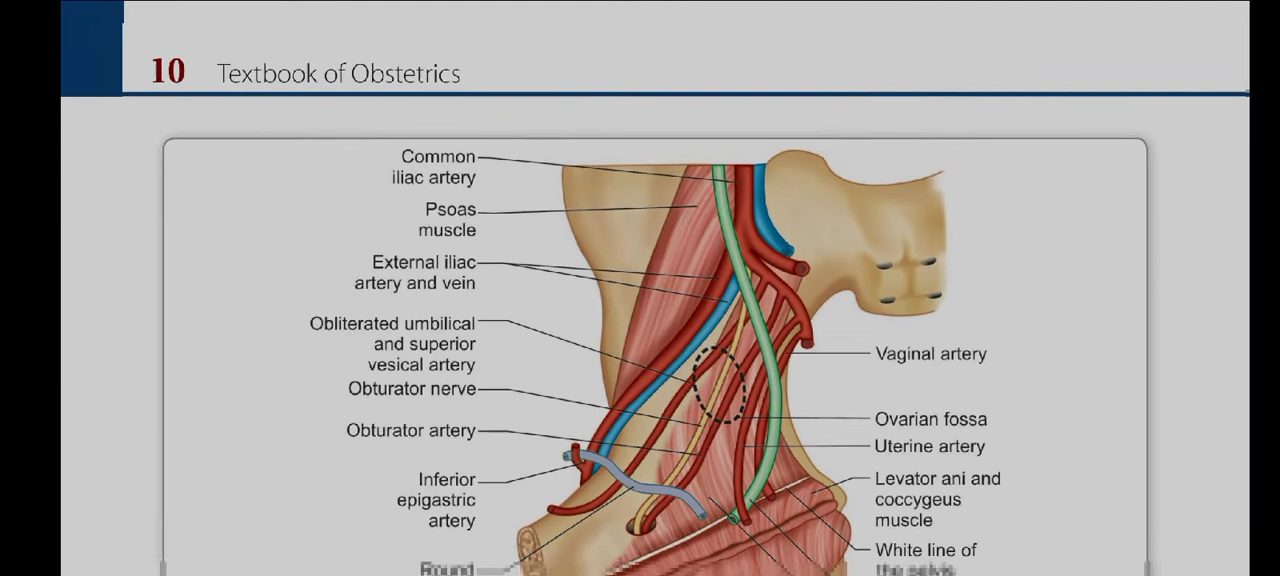 10 Textbook of Obstetrics
Common
iliac artery
Psoas
muscle
External iliac
artery and vein
Obliterated umbilical
and superior
vesical artery
Obturator nerve
Obturator artery
Inferior
epigastric
artery
Round
Vaginal artery
Ovarian fossa
Uterine artery
Levator ani and
coccygeus
muscle
White line of
the pelvis